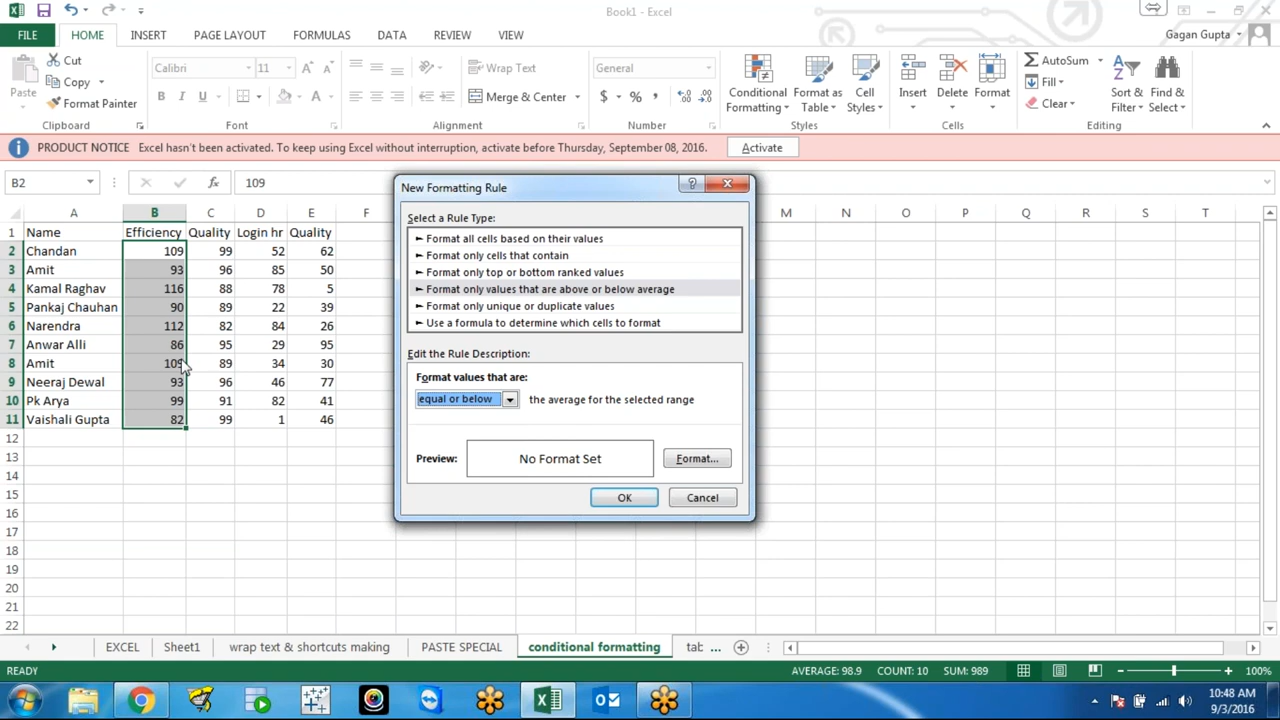 Book1 - Excel
FILE HOME INSERT PAGE LAYOUT FORMULAS DATA REVIEW VIEW Gagan Gupta
Paste Cut Copy Format Painter
Calibri 11 B I U A A A
Wrap Text Merge & Center
General $ % ,
Conditional Formatting Format as Table Cell Styles
Insert Delete Format
AutoSum Fill Clear Sort & Filter Find & Select
Clipboard Font Alignment Number Styles Cells Editing
PRODUCT NOTICE Excel hasn't been activated. To keep using Excel without interruption, activate before Thursday, September 08, 2016. Activate
B2 fx 109
A B C D E F M N O P Q R S T
1 Name Efficiency Quality Login hr Quality
2 Chandan 109 99 52 62
3 Amit 93 96 85 50
4 Kamal Raghav 116 88 78 5
5 Pankaj Chauhan 90 89 22 39
6 Narendra 112 82 84 26
7 Anwar Alli 86 95 29 95
8 Amit 109 89 34 30
9 Neeraj Dewal 93 96 46 77
10 Pk Arya 99 91 82 41
11 Vaishali Gupta 82 99 1 46
12
13
14
15
16
17
18
19
20
21
22
New Formatting Rule
Select a Rule Type:
► Format all cells based on their values
► Format only cells that contain
► Format only top or bottom ranked values
► Format only values that are above or below average
► Format only unique or duplicate values
► Use a formula to determine which cells to format
Edit the Rule Description:
Format values that are:
equal or below the average for the selected range
Preview: No Format Set Format...
OK Cancel
EXCEL Sheet1 wrap text & shortcuts making PASTE SPECIAL conditional formatting tab ...
READY AVERAGE: 98.9 COUNT: 10 SUM: 989 100%
10:48 AM
9/3/2016